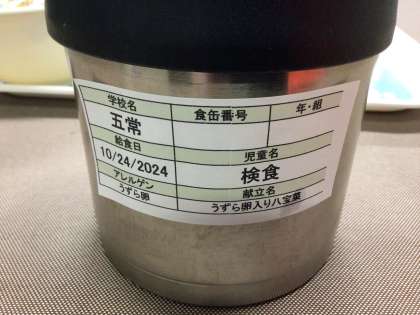 学校名 食缶番号 年・組
五常
給食日 児童名
10/24/2024 検食
アレルゲン 献立名
うずら卵 うずら卵入り八宝菜